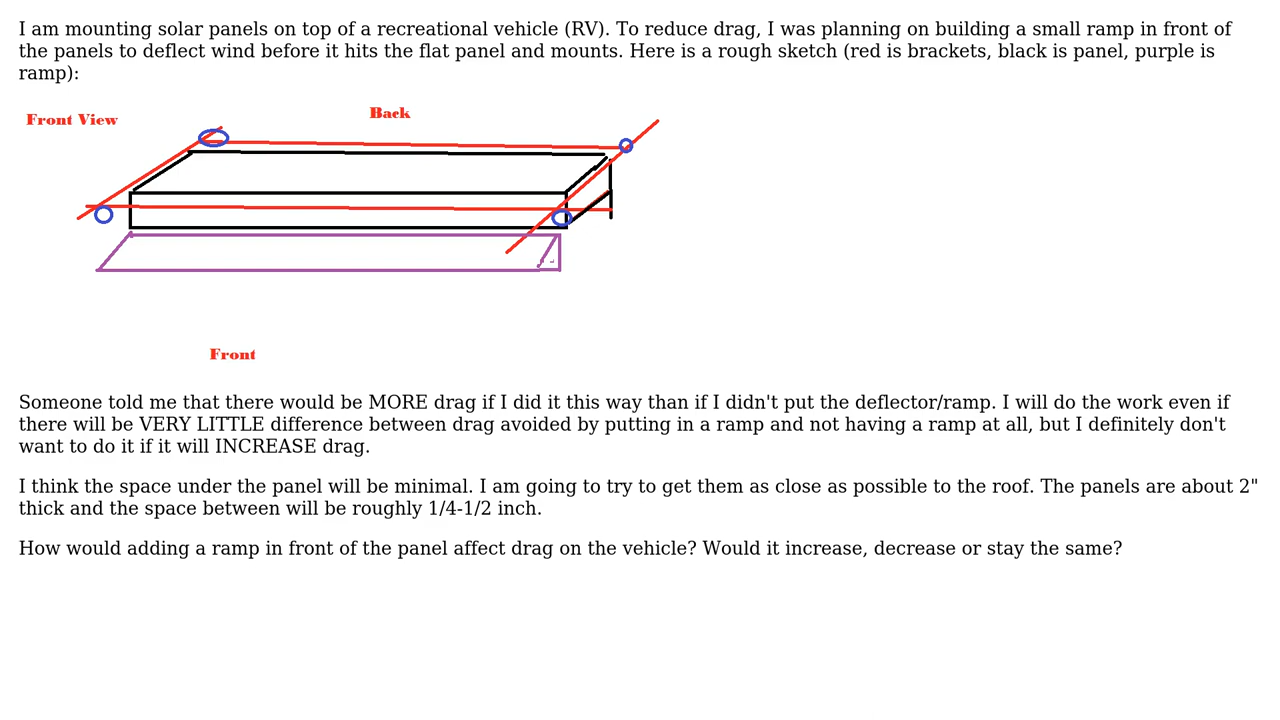 I am mounting solar panels on top of a recreational vehicle (RV). To reduce drag, I was planning on building a small ramp in front of
the panels to deflect wind before it hits the flat panel and mounts. Here is a rough sketch (red is brackets, black is panel, purple is
ramp):
Back
Front View
Front
Someone told me that there would be MORE drag if I did it this way than if I didn't put the deflector/ramp. I will do the work even if
there will be VERY LITTLE difference between drag avoided by putting in a ramp and not having a ramp at all, but I definitely don't
want to do it if it will INCREASE drag.
I think the space under the panel will be minimal. I am going to try to get them as close as possible to the roof. The panels are about 2"
thick and the space between will be roughly 1/4-1/2 inch.
How would adding a ramp in front of the panel affect drag on the vehicle? Would it increase, decrease or stay the same?